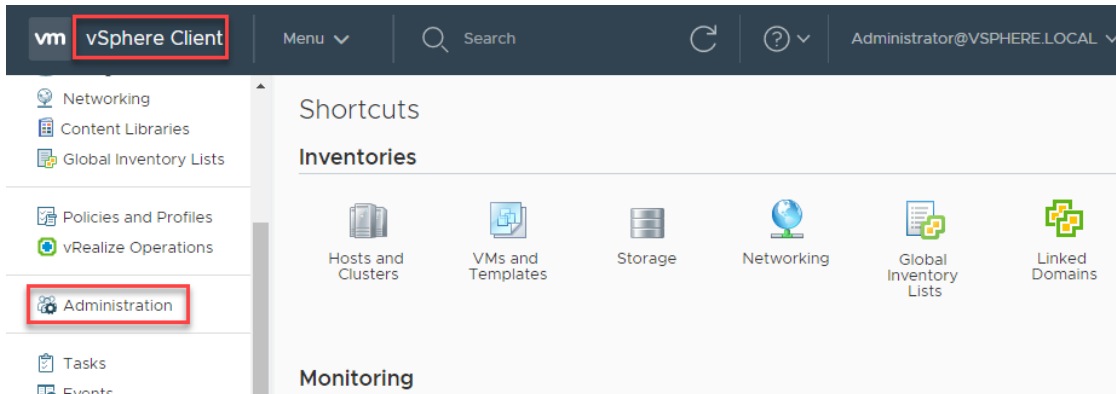 vm vSphere Client Menu Search Administrator@VSPHERE.LOCAL
Networking
Content Libraries
Global Inventory Lists
Policies and Profiles
vRealize Operations
Administration
Tasks
Events
Shortcuts
Inventories
Hosts and
Clusters
VMs and
Templates
Storage
Networking
Global
Inventory
Lists
Linked
Domains
Monitoring